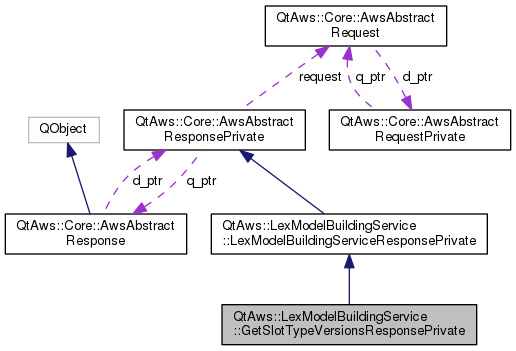 QtAws::Core::AwsAbstract
Request
request
q_ptr
d_ptr
QObject
QtAws::Core::AwsAbstract
ResponsePrivate
QtAws::Core::AwsAbstract
RequestPrivate
d_ptr
q_ptr
QtAws::Core::AwsAbstract
Response
QtAws::LexModelBuildingService
::LexModelBuildingServiceResponsePrivate
QtAws::LexModelBuildingService
::GetSlotTypeVersionsResponsePrivate